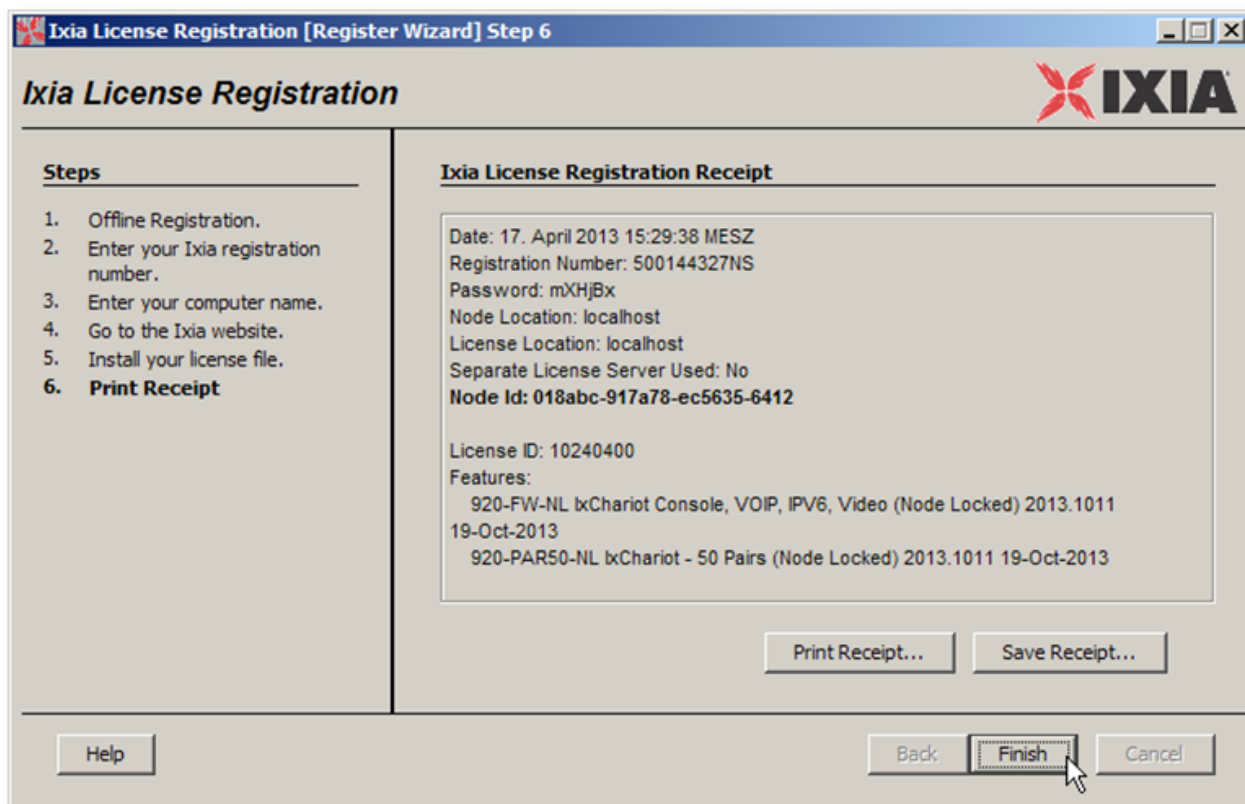 Ixia License Registration [Register Wizard] Step 6
Ixia License Registration
IXIA
Steps
1. Offline Registration.
2. Enter your Ixia registration
number.
3. Enter your computer name.
4. Go to the Ixia website.
5. Install your license file.
6. Print Receipt
Ixia License Registration Receipt
Date: 17. April 2013 15:29:38 MESZ
Registration Number: 500144327NS
Password: mXHjBx
Node Location: localhost
License Location: localhost
Separate License Server Used: No
Node Id: 018abc-917a78-ec5635-6412
License ID: 10240400
Features:
920-FW-NL IxChariot Console, VOIP, IPV6, Video (Node Locked) 2013.1011
19-Oct-2013
920-PAR50-NL IxChariot - 50 Pairs (Node Locked) 2013.1011 19-Oct-2013
Print Receipt...
Save Receipt...
Help
Back
Finish
Cancel